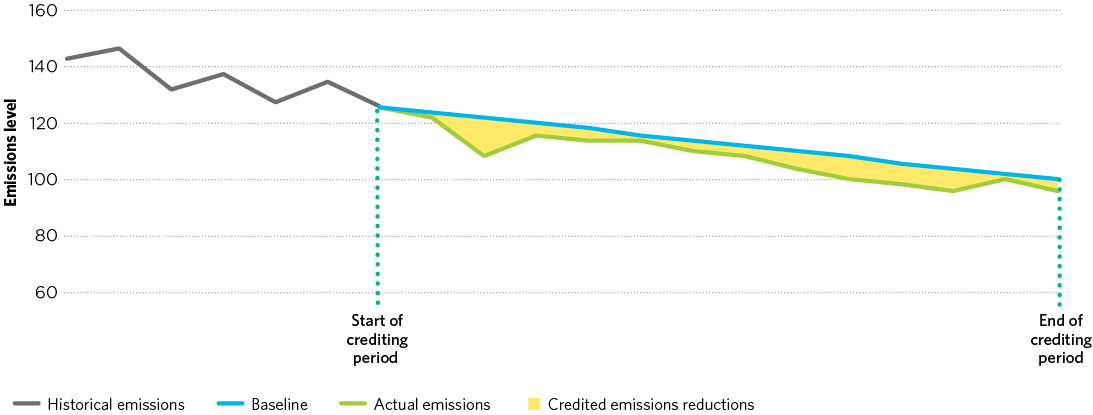 160
140
120
100
80
60
Emissions level
Start of
crediting
period
End of
crediting
period
Historical emissions
Baseline
Actual emissions
Credited emissions reductions